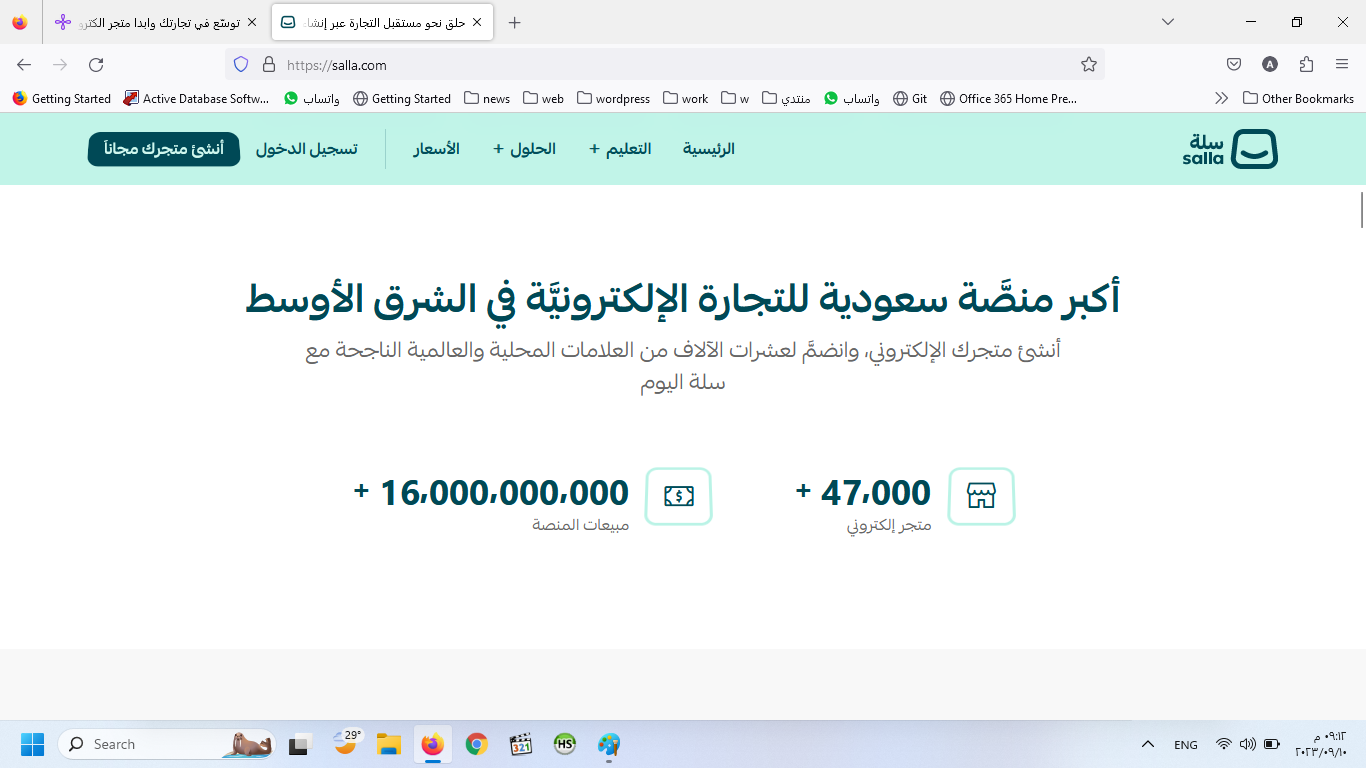 توسّع في تجارتك وابدا متجر الكترو
حلق نحو مستقبل التجارة عبر إنشاء
https://salla.com
A
Getting Started
Active Database Softw...
واتساب
Getting Started
news
web
wordpress
work
w
منتدي
واتساب
Git
Office 365 Home Pre...
Other Bookmarks
سلة
salla
الرئيسية
التعليم +
الحلول +
الأسعار
تسجيل الدخول
أنشئ متجرك مجاناً
أكبر منصَّة سعودية للتجارة الإلكترونيَّة في الشرق الأوسط
أنشئ متجرك الإلكتروني، وانضمَّ لعشرات الآلاف من العلامات المحلية والعالمية الناجحة مع
سلة اليوم
47،000 +
متجر إلكتروني
16،000،000،000 +
مبيعات المنصة
Search
29°
321
HS
ENG
٠٩:١٢ م
٢٠٢٣/٠٩/١٠